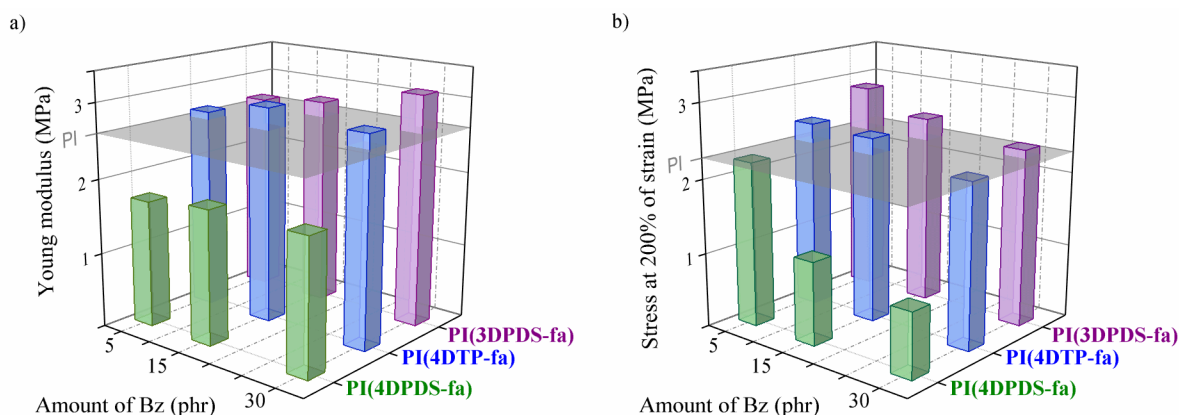 a)
Young modulus (MPa)
3
PI
2
1
5
15
30
Amount of Bz (phr)
PI(3DPDS-fa)
PI(4DTP-fa)
PI(4DPDS-fa)
b)
Stress at 200% of strain (MPa)
3
PI
2
1
5
15
30
Amount of Bz (phr)
PI(3DPDS-fa)
PI(4DTP-fa)
PI(4DPDS-fa)